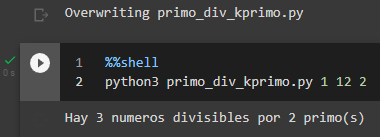 Overwriting primo_div_kprimo.py
1 %%shell
2 python3 primo_div_kprimo.py 1 12 2
0 s
Hay 3 numeros divisibles por 2 primo(s)